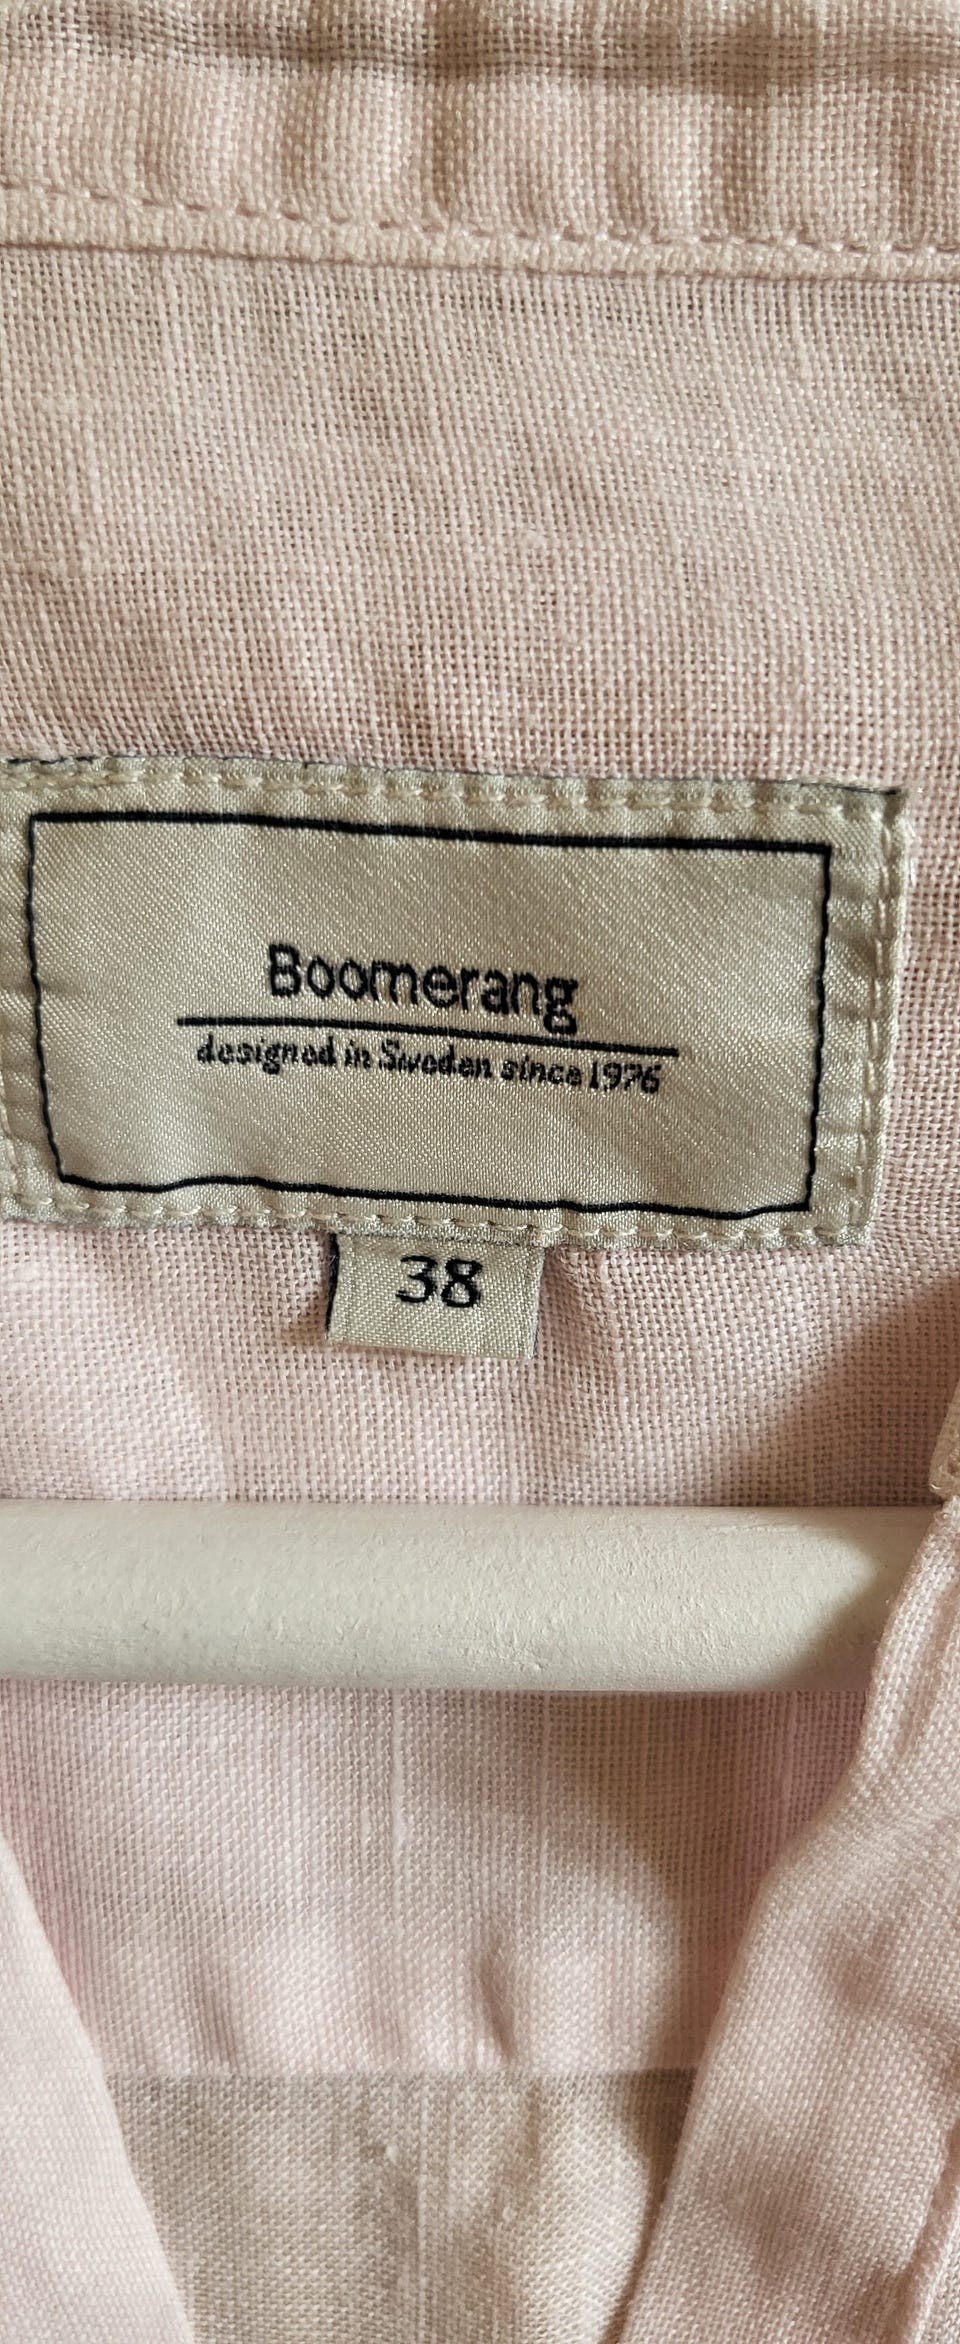 Boomerang
designed in Sweden since 1976
38